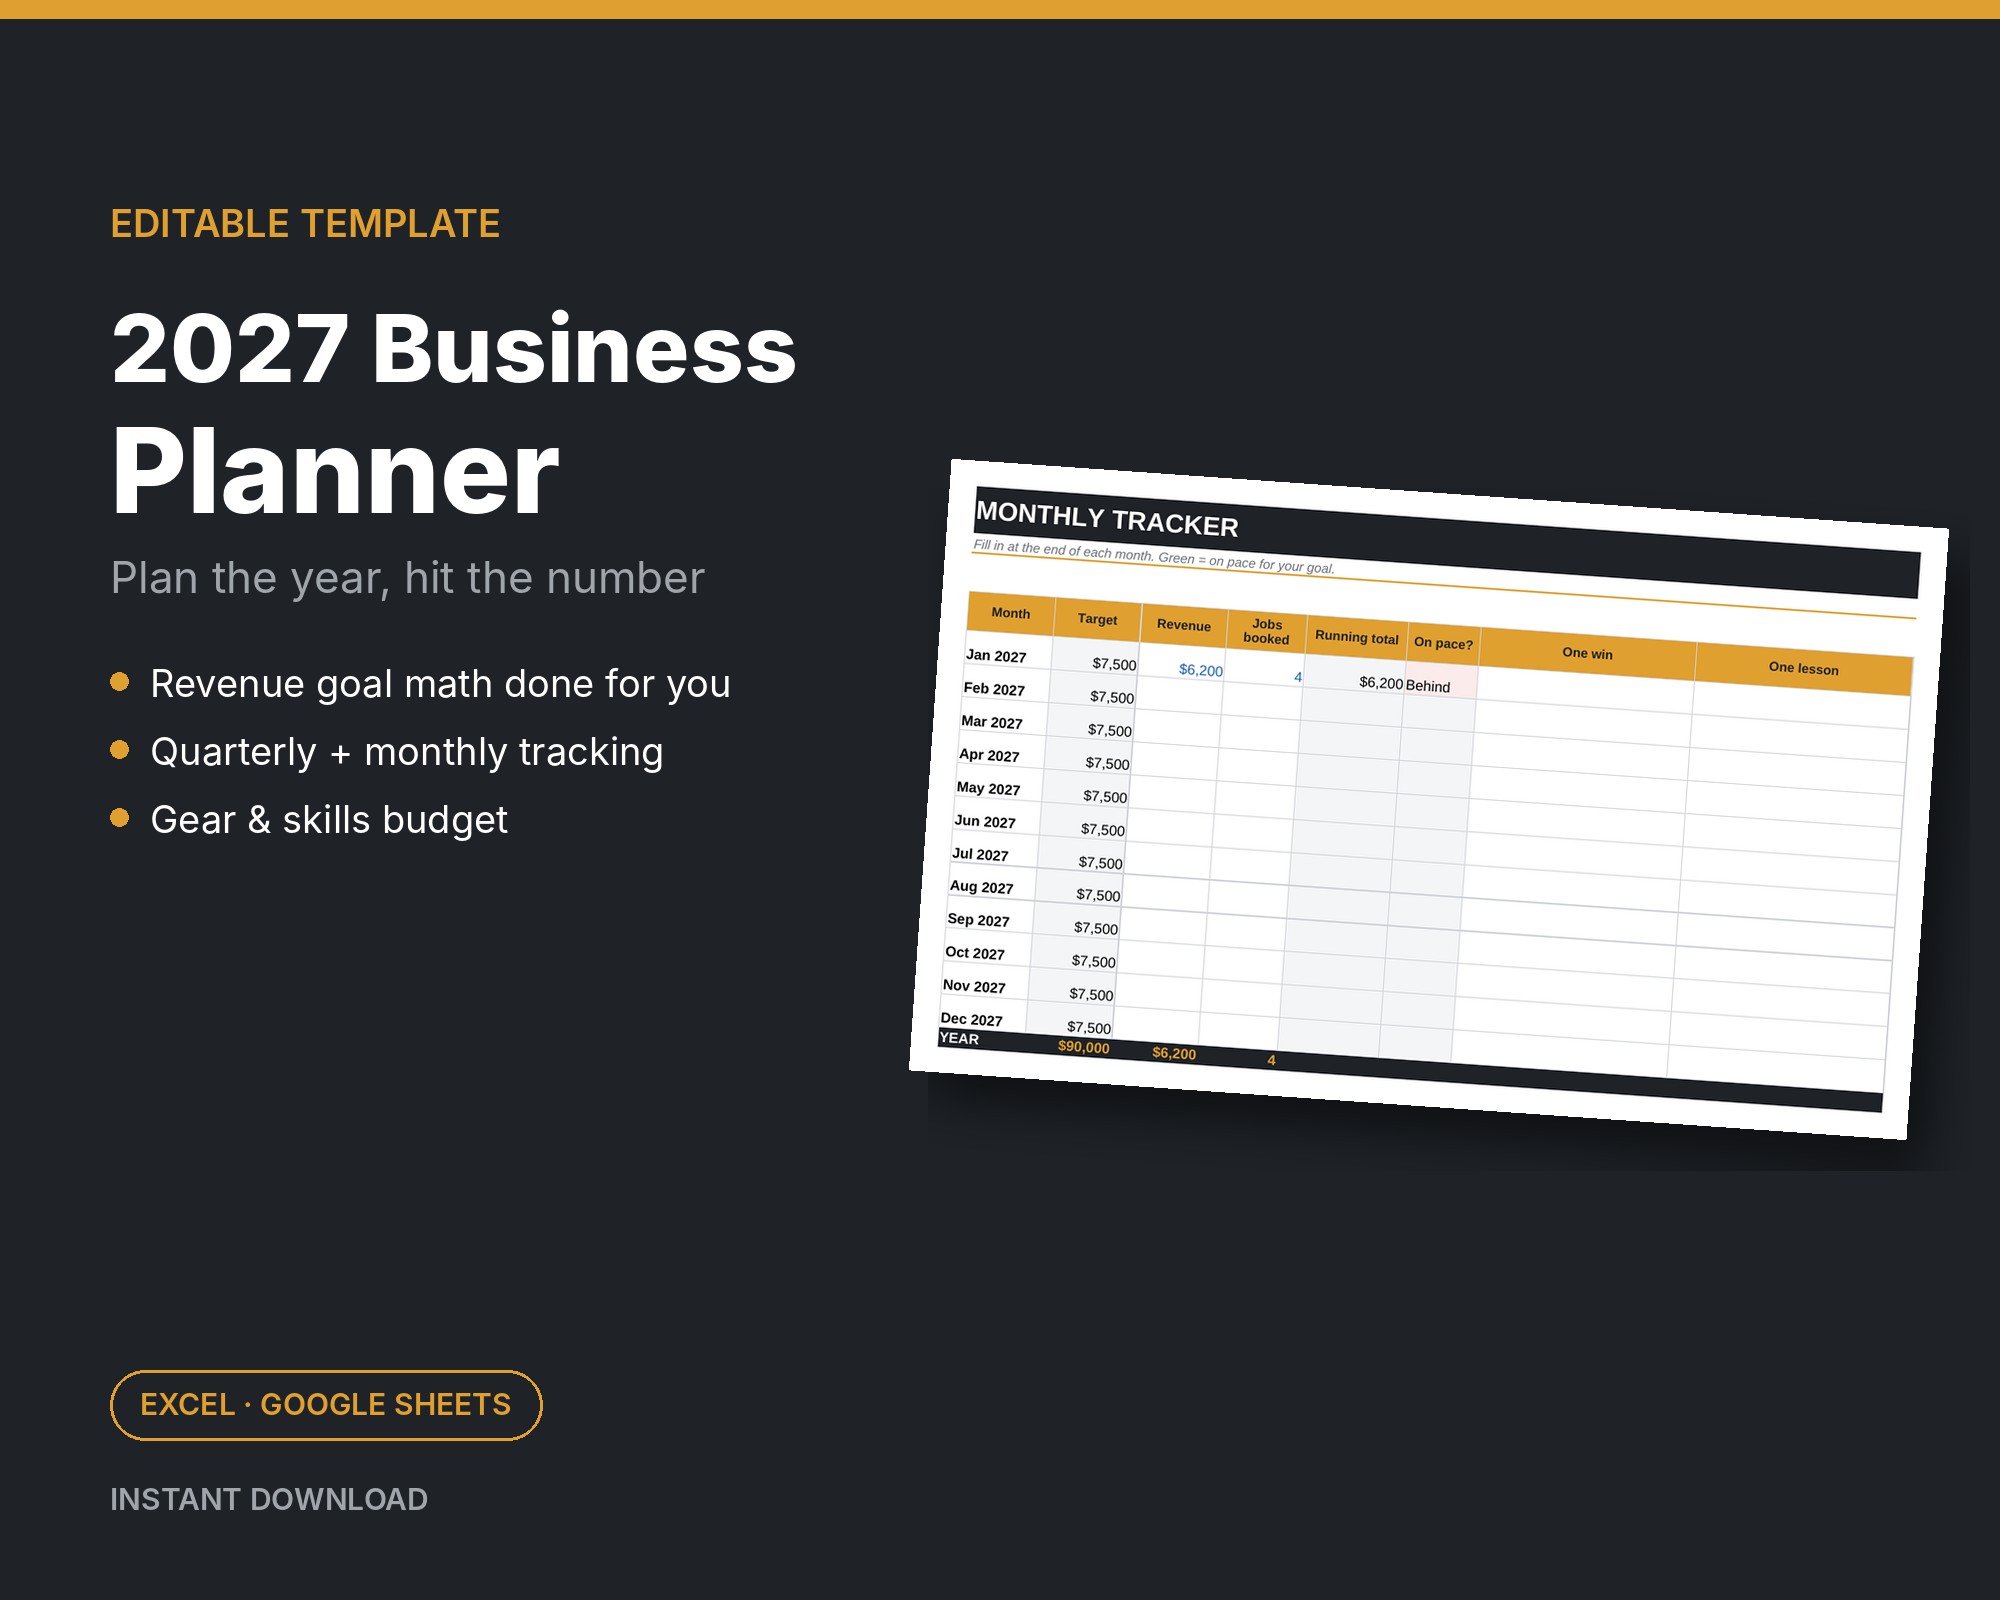 EDITABLE TEMPLATE
2027 Business
Planner
Plan the year, hit the number
Revenue goal math done for you
Quarterly + monthly tracking
Gear & skills budget
MONTHLY TRACKER
Fill in at the end of each month. Green = on pace for your goal.
Month Target Revenue Jobs booked Running total On pace? One win One lesson
Jan 2027 $7,500 $6,200 4 $6,200 Behind
Feb 2027 $7,500
Mar 2027 $7,500
Apr 2027 $7,500
May 2027 $7,500
Jun 2027 $7,500
Jul 2027 $7,500
Aug 2027 $7,500
Sep 2027 $7,500
Oct 2027 $7,500
Nov 2027 $7,500
Dec 2027 $7,500
YEAR $90,000 $6,200 4
EXCEL · GOOGLE SHEETS
INSTANT DOWNLOAD